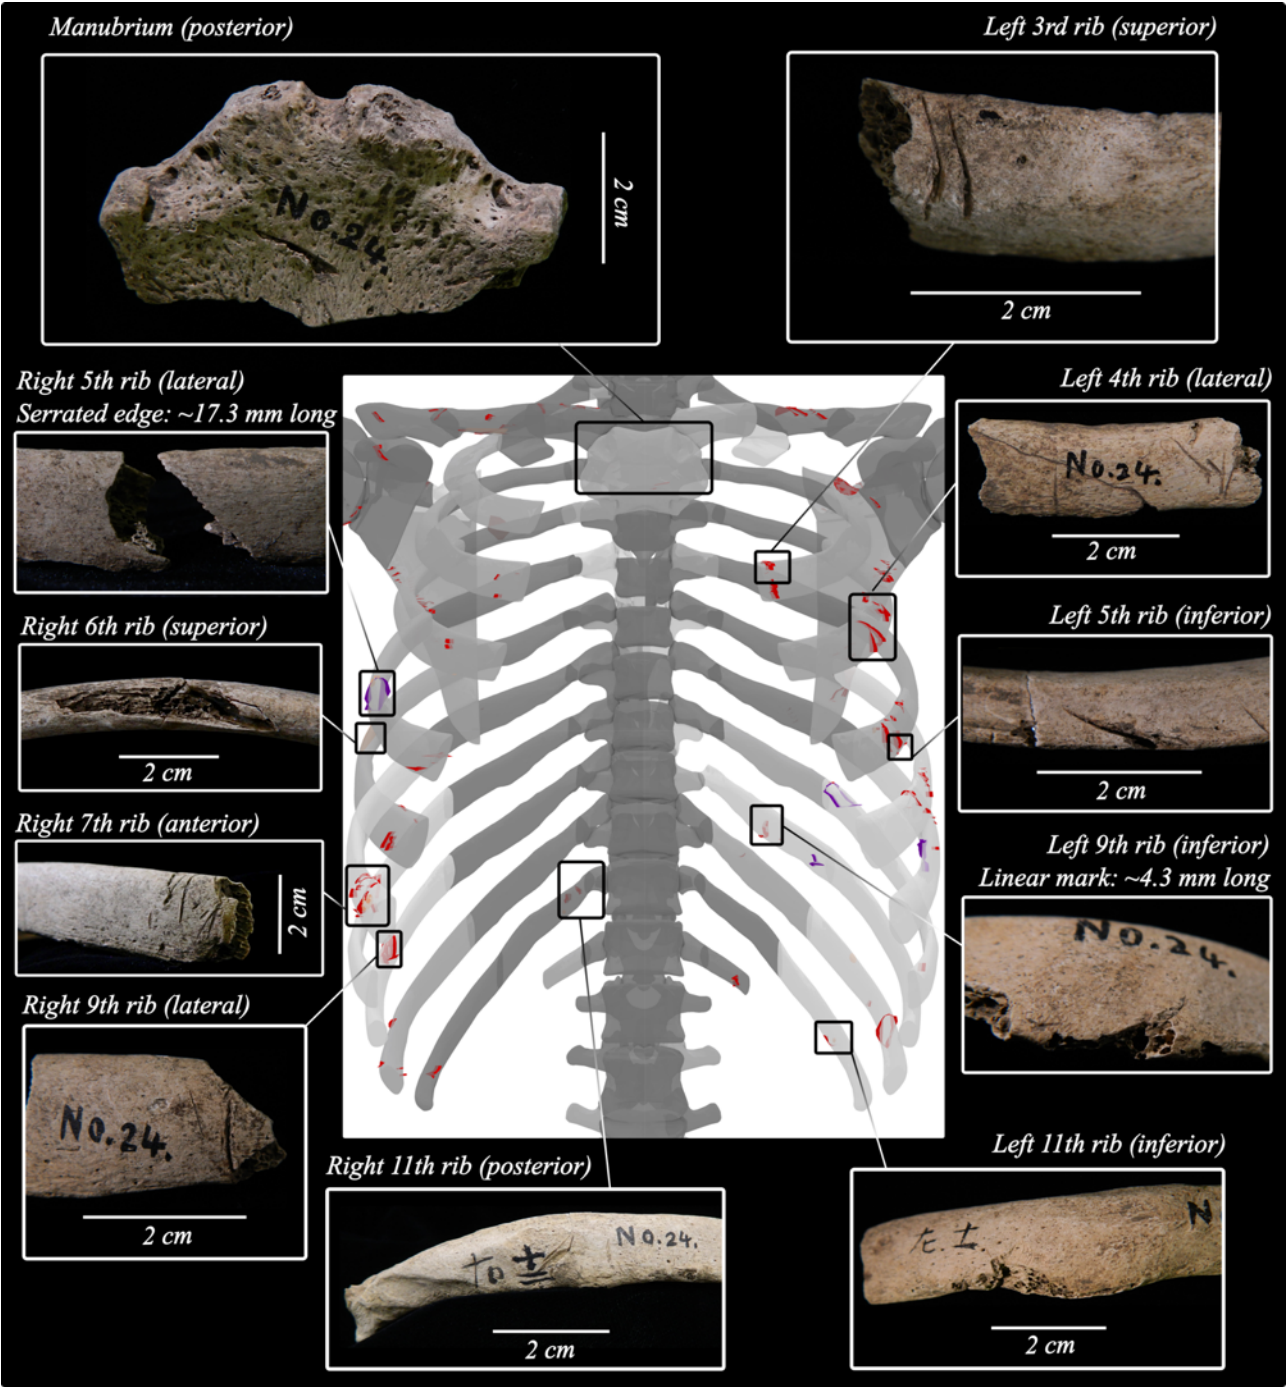 Manubrium (posterior)
No.24.
2 cm
Left 3rd rib (superior)
2 cm
Right 5th rib (lateral)
Serrated edge: ~17.3 mm long
Left 4th rib (lateral)
No.24.
2 cm
Right 6th rib (superior)
2 cm
Left 5th rib (inferior)
2 cm
Right 7th rib (anterior)
2 cm
Left 9th rib (inferior)
Linear mark: ~4.3 mm long
No.24.
Right 9th rib (lateral)
No.24.
2 cm
Right 11th rib (posterior)
No.24.
2 cm
Left 11th rib (inferior)
N
2 cm